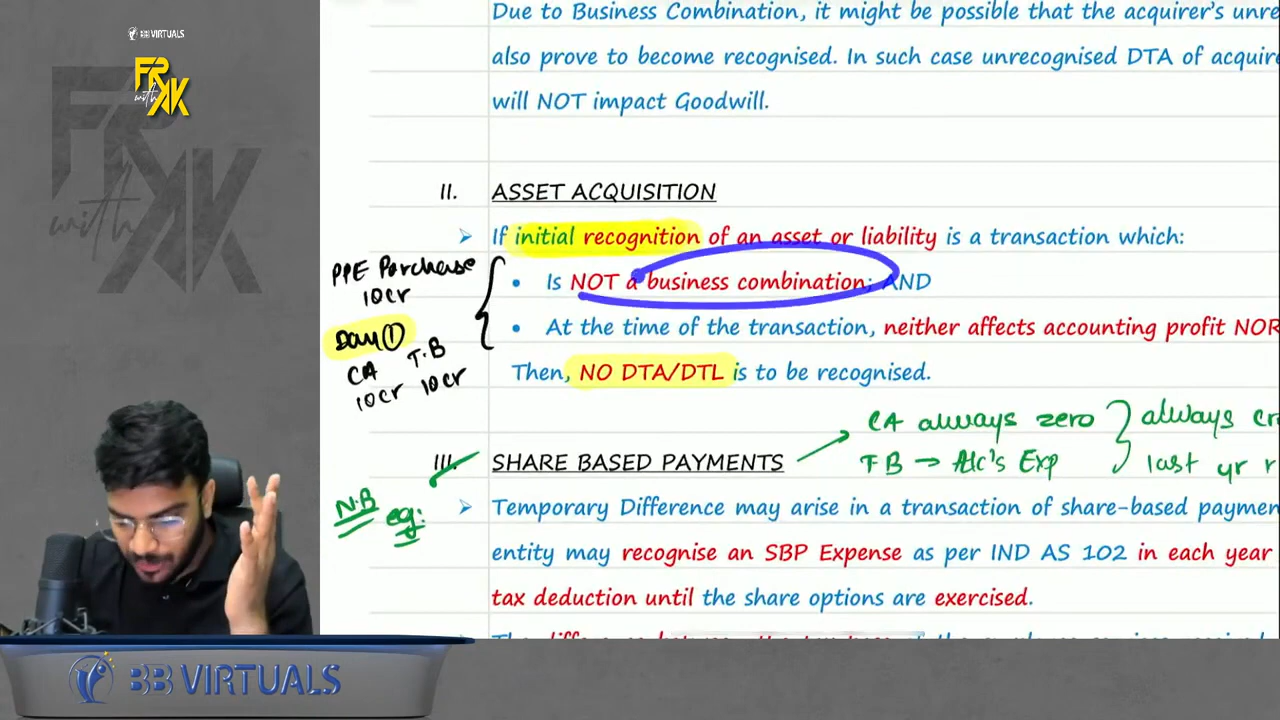 BB VIRTUALS
FR with AK
FR with AK
Due to Business Combination, it might be possible that the acquirer's unre
also prove to become recognised. In such case unrecognised DTA of acquire
will NOT impact Goodwill.
II. ASSET ACQUISITION
If initial recognition of an asset or liability is a transaction which:
• Is NOT a business combination; AND
• At the time of the transaction, neither affects accounting profit NOR
Then, NO DTA/DTL is to be recognised.
PPE Purchase
10cr
Day ①
CA T.B
10cr 10cr
CA always zero
T B → A/c's Exp
always cr
last yr r
III. SHARE BASED PAYMENTS
N.B eg:
Temporary Difference may arise in a transaction of share-based paymen
entity may recognise an SBP Expense as per IND AS 102 in each year
tax deduction until the share options are exercised.
BB VIRTUALS